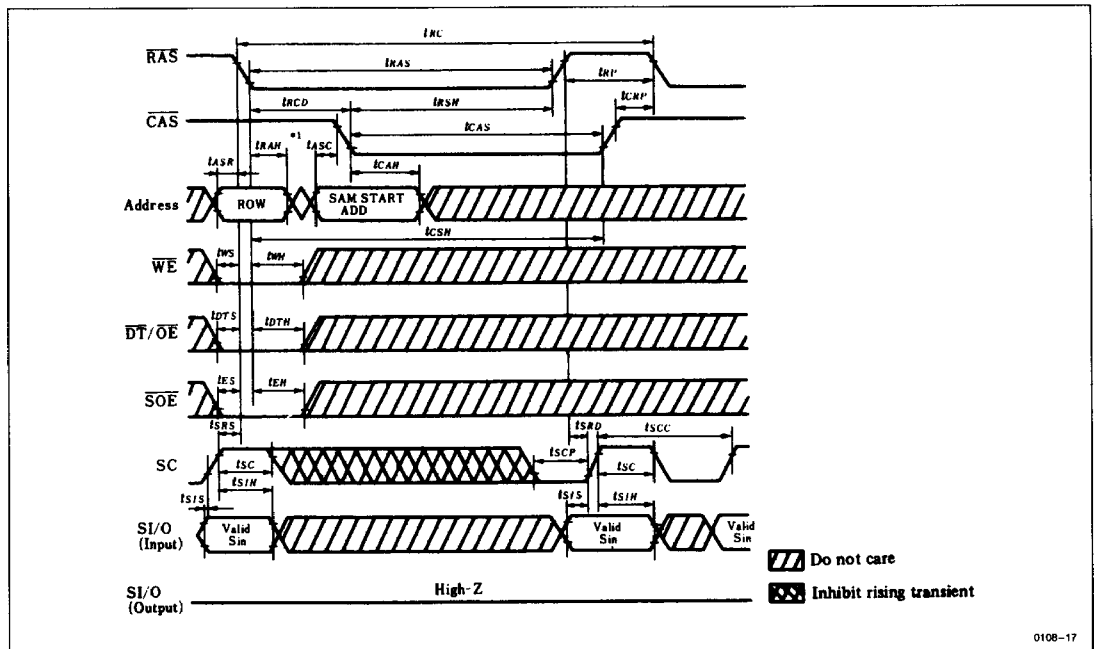 tRC
RAS
tRAS
tRP
tRCD
tRSH
tCRP
CAS
tCAS
*1
tRAH
tASC
tASR
tCAH
Address
ROW
SAM START
ADD
tCSH
WE
tWS
tWH
DT/OE
tDTS
tDTH
SOE
tES
tEH
tSRS
tSRD
tSCC
SC
tSC
tSCP
tSC
tSIS
tSIH
tSIS
tSIH
SI/O
(Input)
Valid
Sin
Valid
Sin
Valid
Sin
Do not care
SI/O
(Output)
High-Z
Inhibit rising transient
0108-17